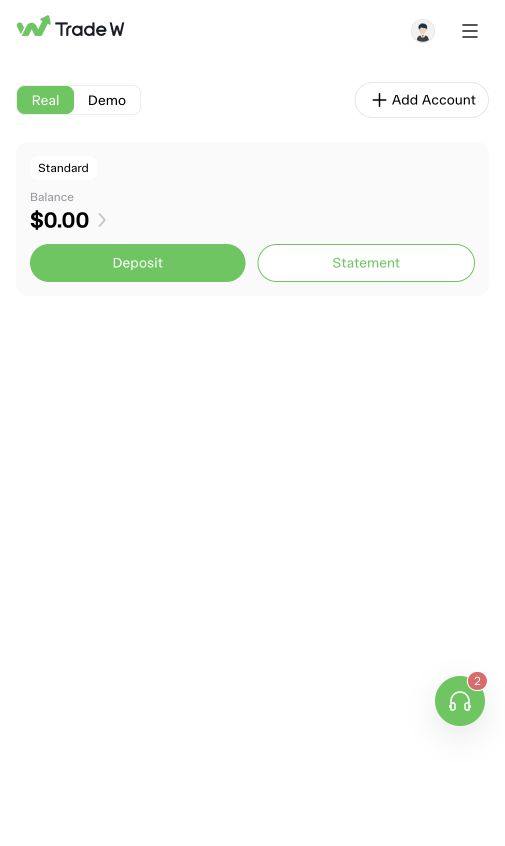 Trade W
Real Demo
Add Account
Standard
Balance
$0.00
Deposit Statement
2